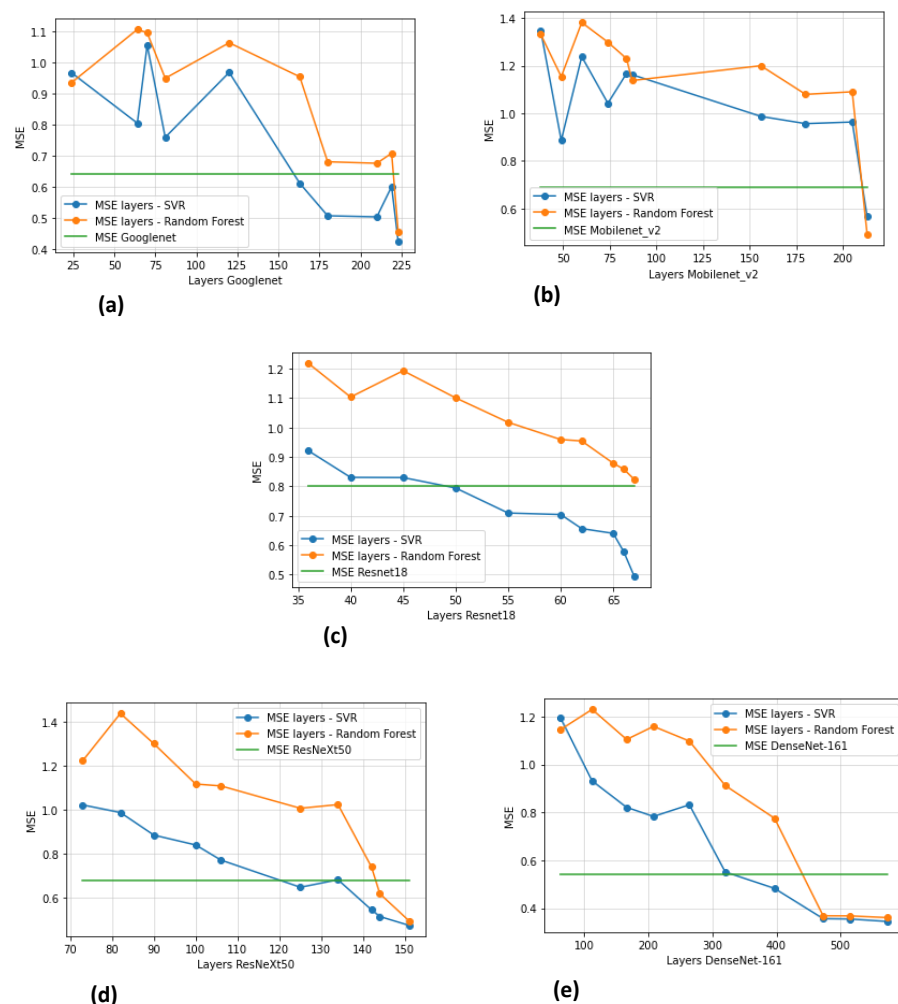 1.1
1.0
0.9
0.8
0.7
0.6
0.5
0.4
MSE
MSE layers - SVR
MSE layers - Random Forest
MSE Googlenet
25 50 75 100 125 150 175 200 225
Layers Googlenet
(a)
1.4
1.2
1.0
0.8
0.6
MSE
MSE layers - SVR
MSE layers - Random Forest
MSE Mobilenet_v2
50 75 100 125 150 175 200
Layers Mobilenet_v2
(b)
1.2
1.1
1.0
0.9
0.8
0.7
0.6
0.5
MSE
MSE layers - SVR
MSE layers - Random Forest
MSE Resnet18
35 40 45 50 55 60 65
Layers Resnet18
(c)
1.4
1.2
1.0
0.8
0.6
MSE
MSE layers - SVR
MSE layers - Random Forest
MSE ResNeXt50
70 80 90 100 110 120 130 140 150
Layers ResNeXt50
(d)
1.2
1.0
0.8
0.6
0.4
MSE
MSE layers - SVR
MSE layers - Random Forest
MSE DenseNet-161
100 200 300 400 500
Layers DenseNet-161
(e)